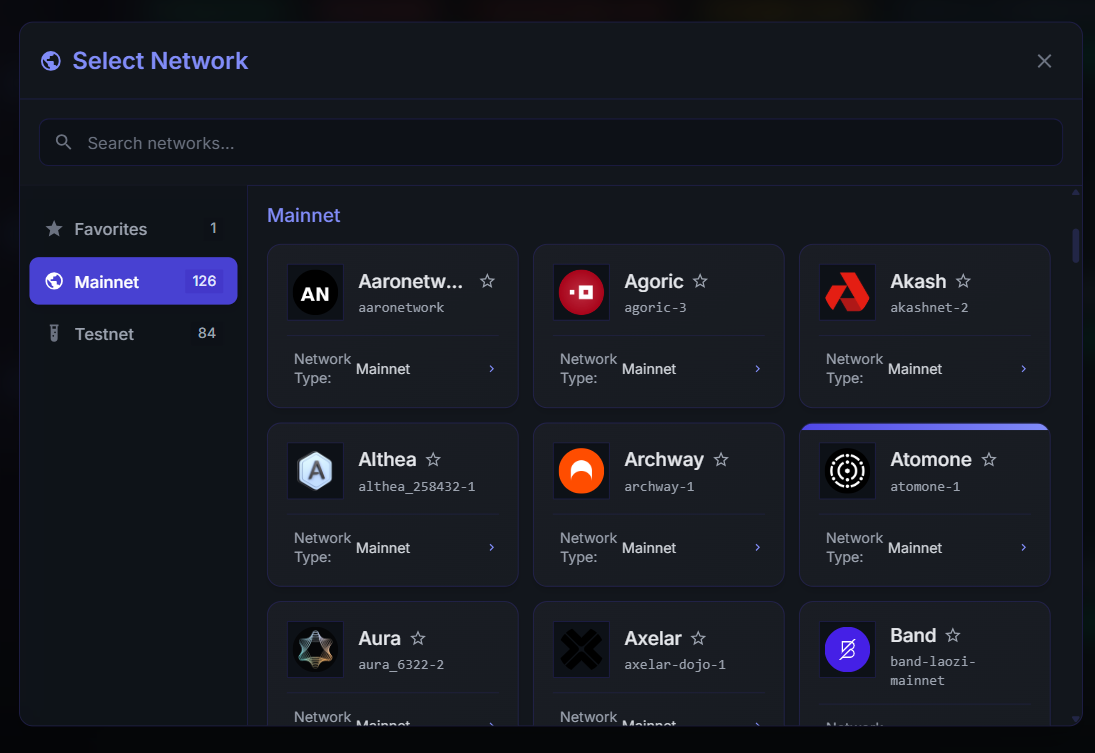 Select Network
Search networks...
Favorites 1
Mainnet 126
Testnet 84
Mainnet
AN
Aaronetw...
aaronetwork
Network
Type:
Mainnet
Agoric
agoric-3
Network
Type:
Mainnet
Akash
akashnet-2
Network
Type:
Mainnet
A
Althea
althea_258432-1
Network
Type:
Mainnet
Archway
archway-1
Network
Type:
Mainnet
Atomone
atomone-1
Network
Type:
Mainnet
Aura
aura_6322-2
Network
Mainnet
Axelar
axelar-dojo-1
Network
Mainnet
B
Band
band-laozi-
mainnet
Network